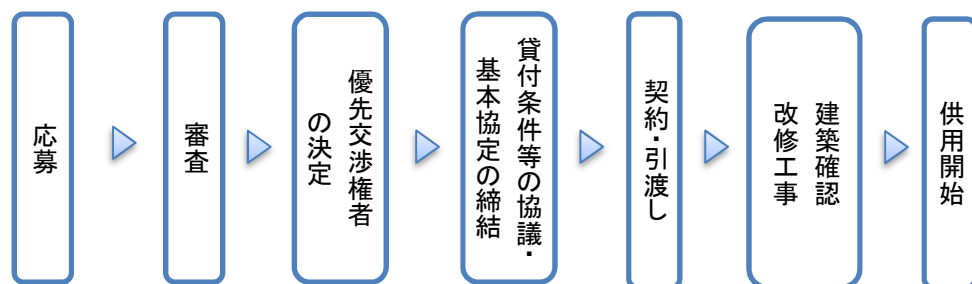 応募
審査
優先交渉権者
の決定
貸付条件等の協議・
基本協定の締結
契約・引渡し
建築確認
改修工事
供用開始